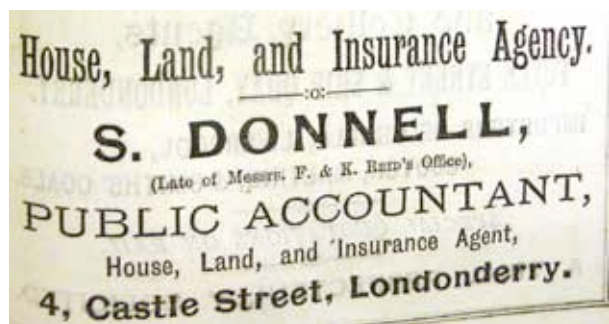 House, Land, and Insurance Agency.
:o:
S. DONNELL,
(Late of Messrs. F. & K. REID'S Office),
PUBLIC ACCOUNTANT,
House, Land, and Insurance Agent,
4, Castle Street, Londonderry.